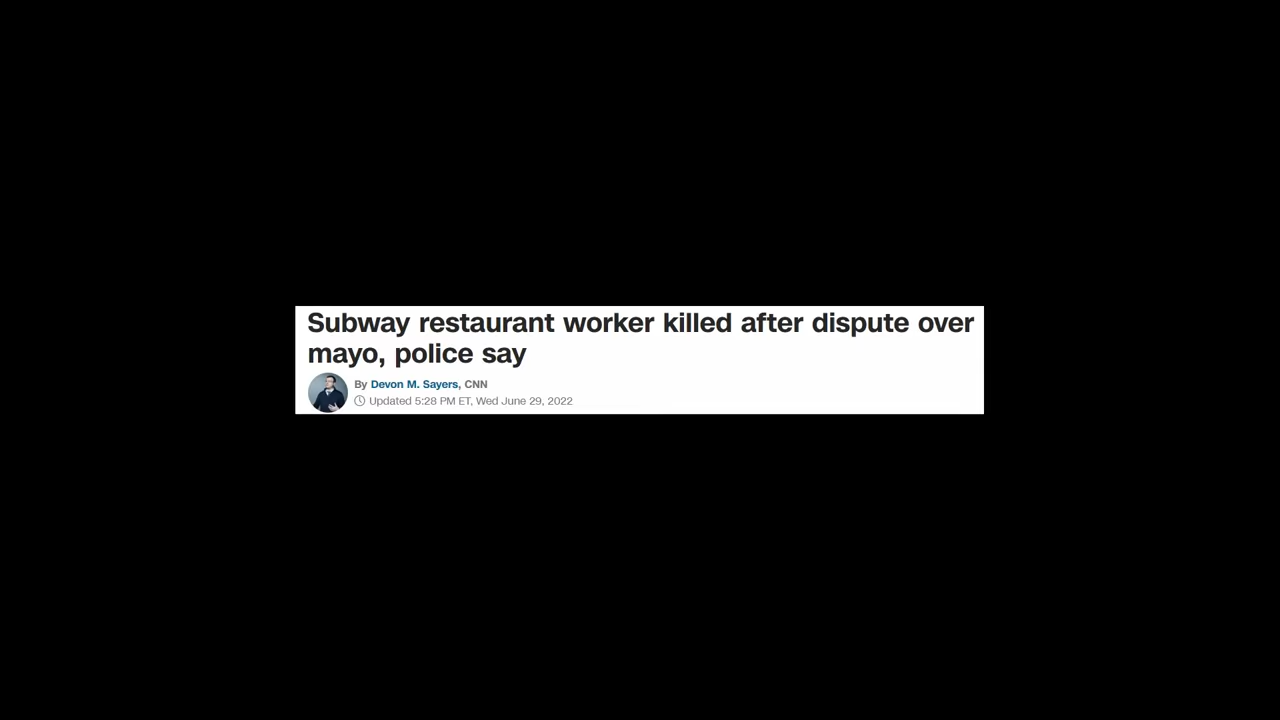 Subway restaurant worker killed after dispute over
mayo, police say
By Devon M. Sayers, CNN
Updated 5:28 PM ET, Wed June 29, 2022